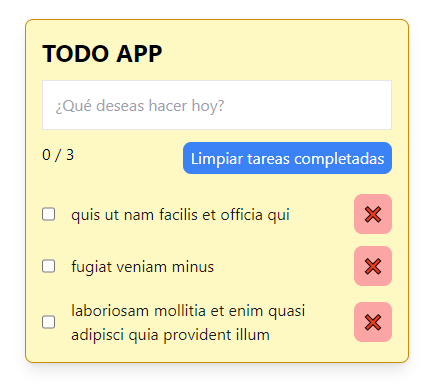 TODO APP
¿Qué deseas hacer hoy?
0 / 3
Limpiar tareas completadas
quis ut nam facilis et officia qui
fugiat veniam minus
laboriosam mollitia et enim quasi
adipisci quia provident illum